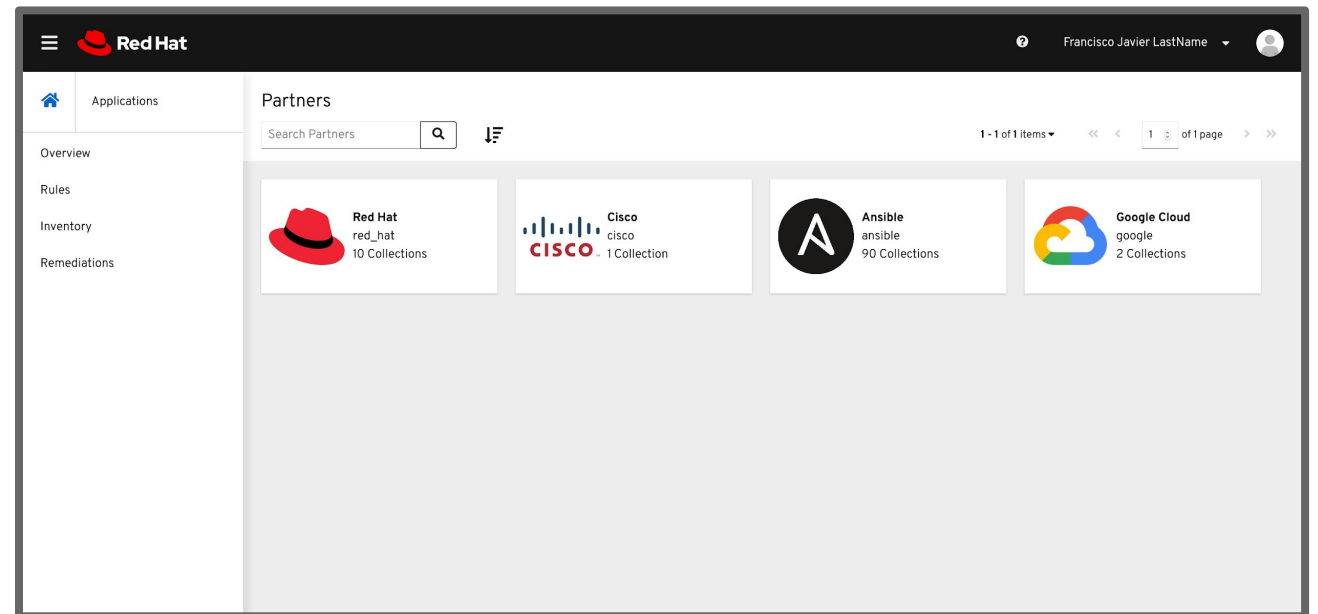 Red Hat
Francisco Javier LastName
Applications
Overview
Rules
Inventory
Remediations
Partners
Search Partners
1 - 1 of 1 items
1 of 1 page
Red Hat
red_hat
10 Collections
CISCO
Cisco
cisco
1 Collection
Ansible
ansible
90 Collections
Google Cloud
google
2 Collections